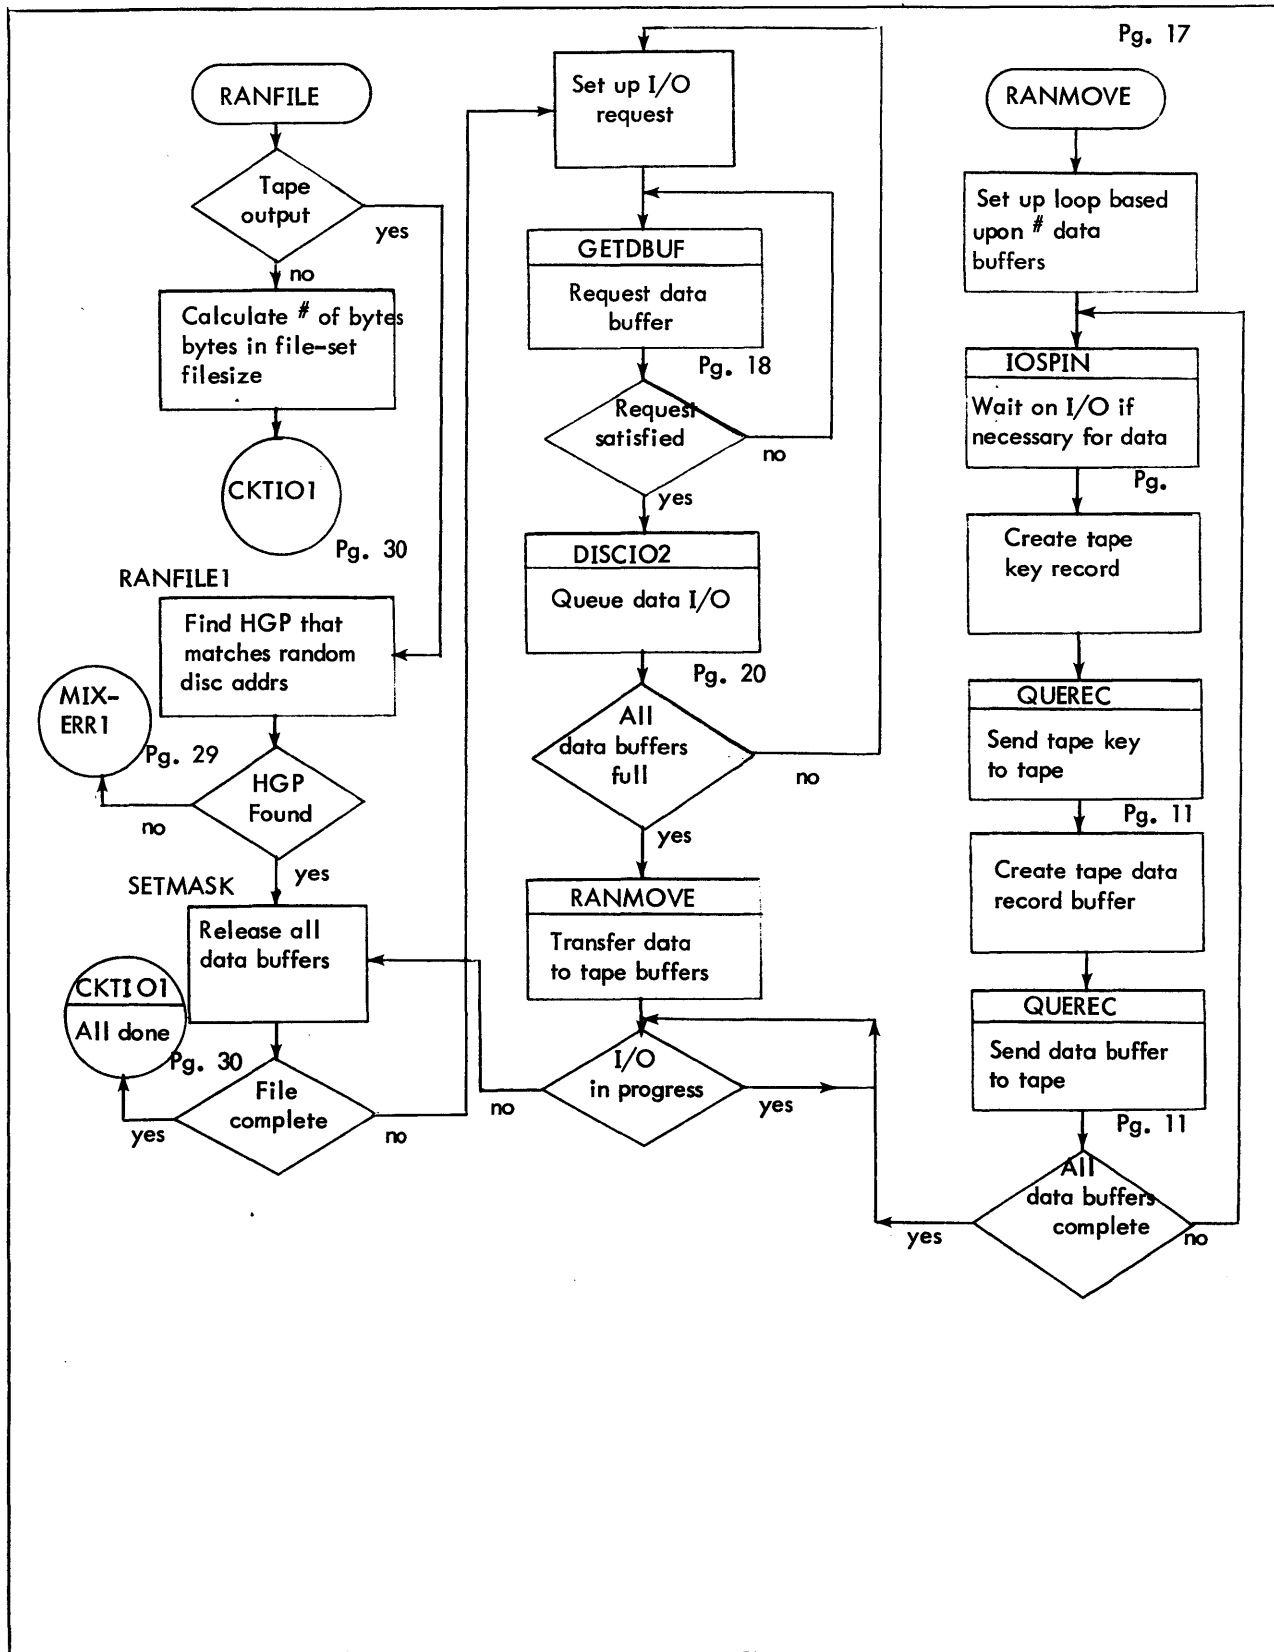 Pg. 17
RANFILE
Tape
output
yes
no
Calculate # of bytes
bytes in file-set
filesize
CKTIO1
Pg. 30
RANFILE1
Find HGP that
matches random
disc addrs
MIX-
ERR1
Pg. 29
HGP
Found
no
yes
SETMASK
Release all
data buffers
CKTIO1
All done
Pg. 30
File
complete
yes
no
Set up I/O
request
GETDBUF
Request data
buffer
Pg. 18
Request
satisfied
no
yes
DISCIO2
Queue data I/O
Pg. 20
All
data buffers
full
no
yes
RANMOVE
Transfer data
to tape buffers
I/O
in progress
no
yes
RANMOVE
Set up loop based
upon # data
buffers
IOSPIN
Wait on I/O if
necessary for data
Pg.
Create tape
key record
QUEREC
Send tape key
to tape
Pg. 11
Create tape data
record buffer
QUEREC
Send data buffer
to tape
Pg. 11
All
data buffers
complete
yes
no